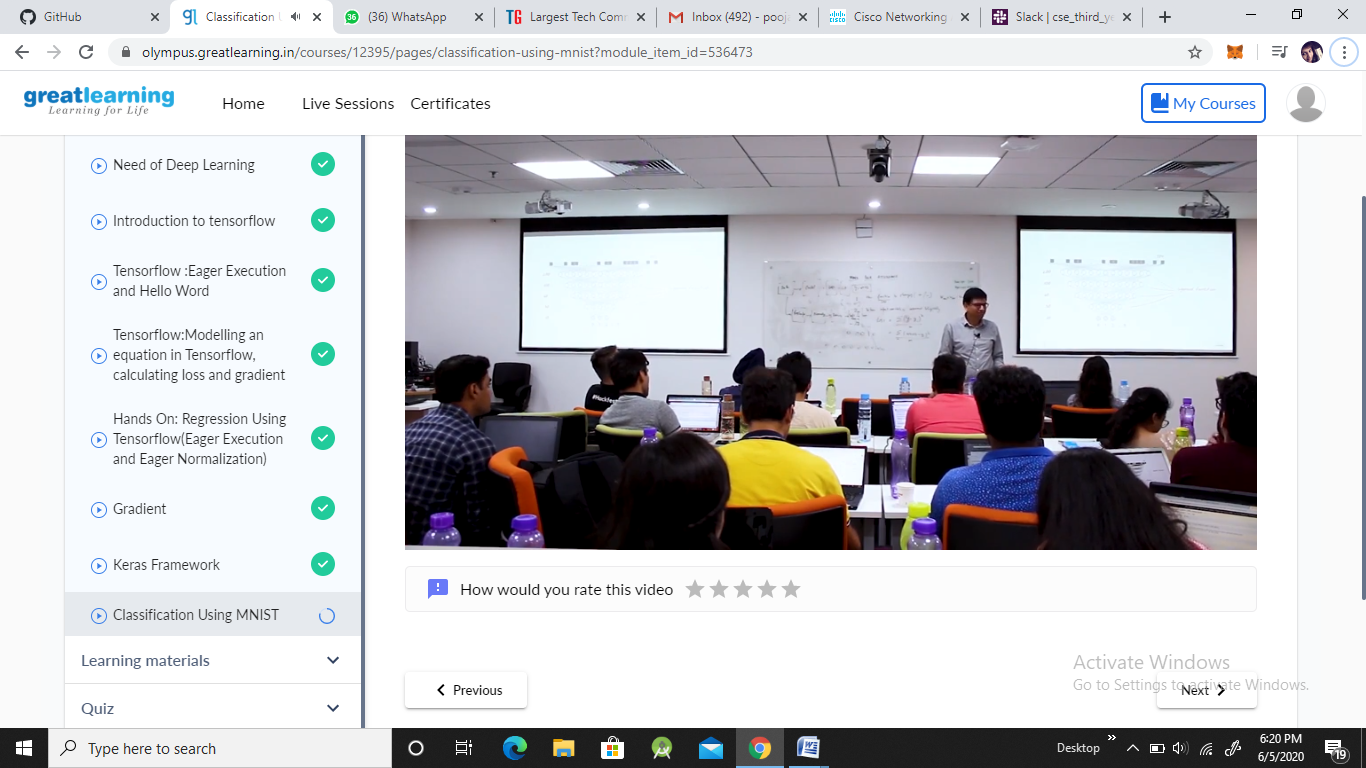 GitHub
Classification U
(36) WhatsApp
TG Largest Tech Com
Inbox (492) - pooja
Cisco Networking
Slack | cse_third_ye
olympus.greatlearning.in/courses/12395/pages/classification-using-mnist?module_item_id=536473
greatlearning
Learning for Life
Home
Live Sessions
Certificates
My Courses
Need of Deep Learning
Introduction to tensorflow
Tensorflow :Eager Execution
and Hello Word
Tensorflow:Modelling an
equation in Tensorflow,
calculating loss and gradient
Hands On: Regression Using
Tensorflow(Eager Execution
and Eager Normalization)
Gradient
Keras Framework
Classification Using MNIST
Learning materials
Quiz
How would you rate this video
Previous
Next
Activate Windows
Go to Settings to activate Windows.
Type here to search
Desktop
6:20 PM
6/5/2020
19